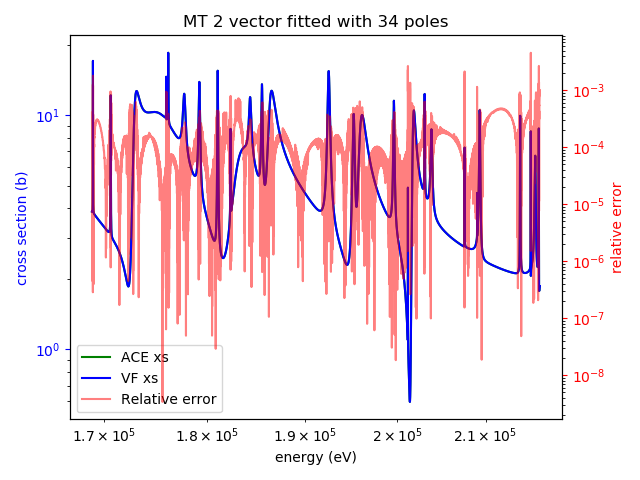 MT 2 vector fitted with 34 poles
cross section (b)
10¹
10⁰
10⁻³
10⁻⁴
10⁻⁵
10⁻⁶
10⁻⁷
10⁻⁸
relative error
ACE xs
VF xs
Relative error
1.7 × 10⁵ 1.8 × 10⁵ 1.9 × 10⁵ 2 × 10⁵ 2.1 × 10⁵
energy (eV)